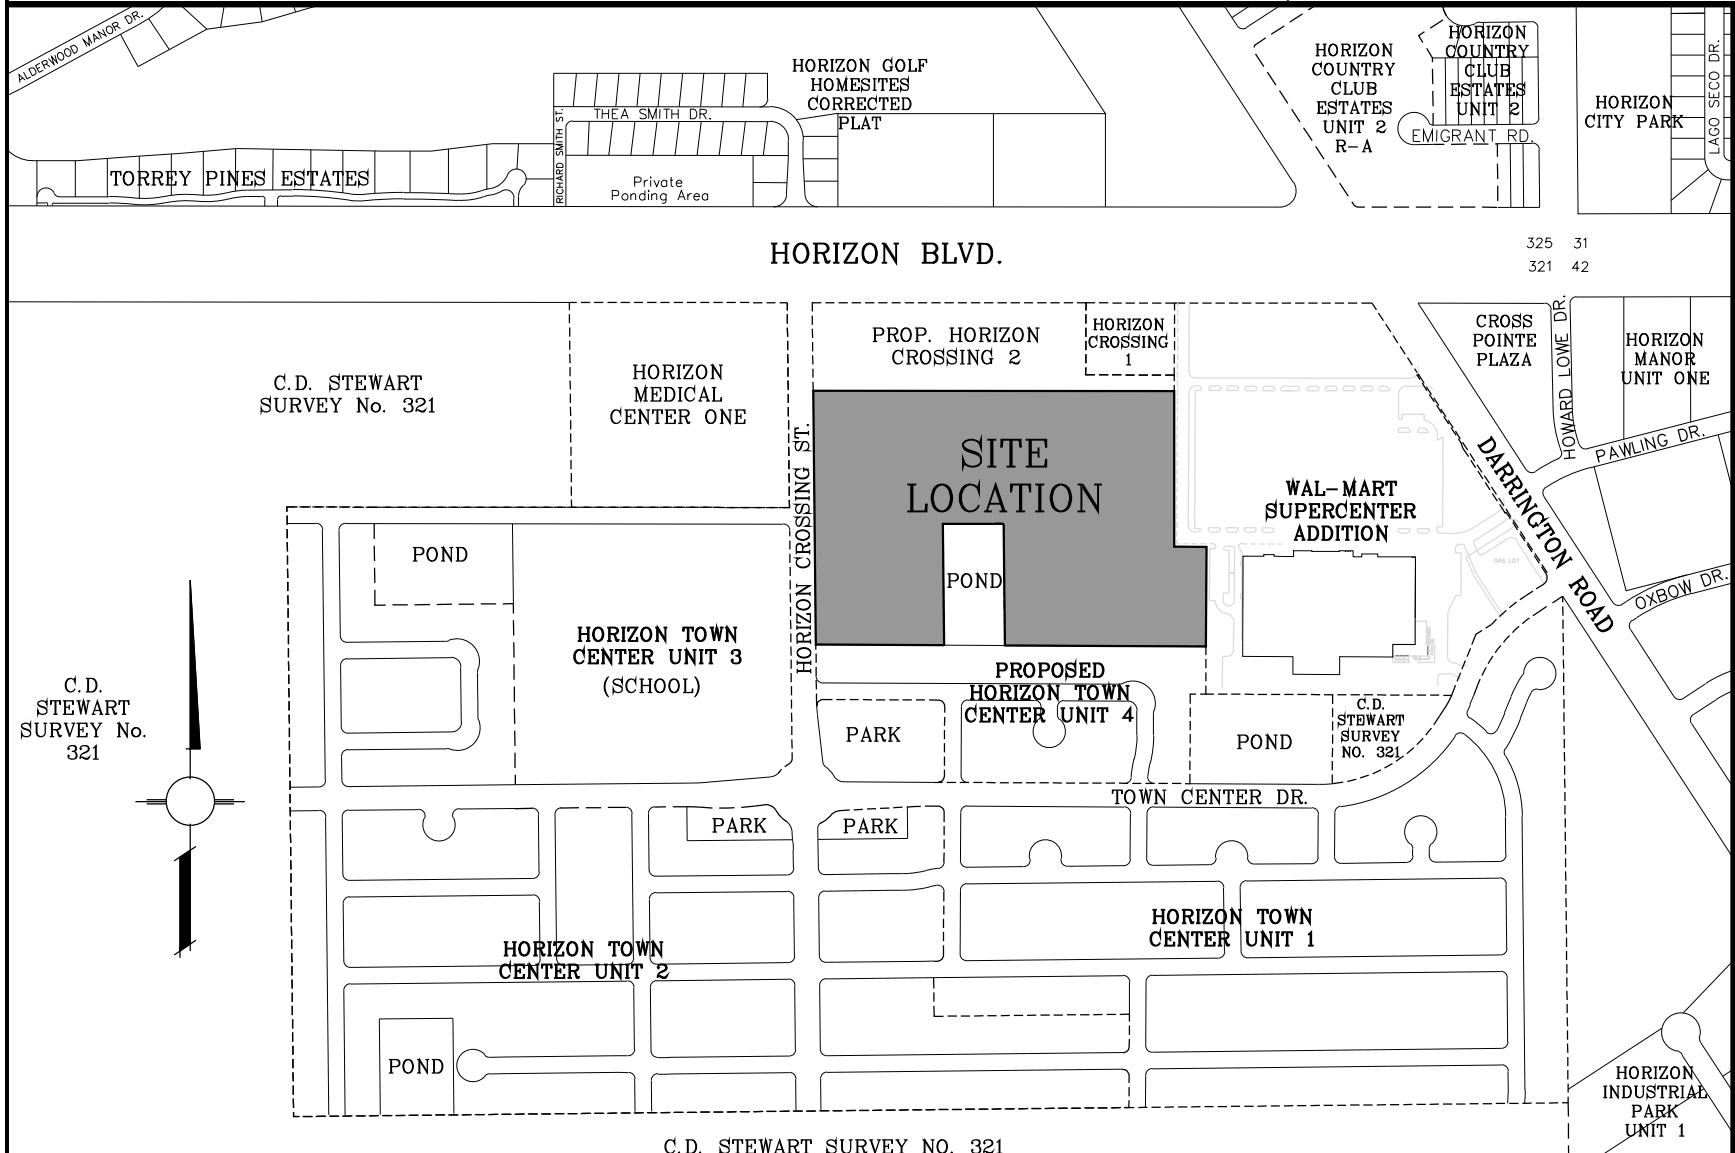 ALDERWOOD MANOR DR.
HORIZON GOLF
HOMESITES
CORRECTED
PLAT
HORIZON
COUNTRY
CLUB
ESTATES
UNIT 2
R-A
HORIZON
COUNTRY
CLUB
ESTATES
UNIT 2
EMIGRANT RD.
HORIZON
CITY PARK
LAGO SECO DR.
THEA SMITH DR.
RICHARD SMITH ST.
TORREY PINES ESTATES
Private
Ponding Area
HORIZON BLVD.
325 31
321 42
C.D. STEWART
SURVEY No. 321
HORIZON
MEDICAL
CENTER ONE
PROP. HORIZON
CROSSING 2
HORIZON
CROSSING
1
CROSS
POINTE
PLAZA
HOWARD LOWE DR.
HORIZON
MANOR
UNIT ONE
PAWLING DR.
HORIZON CROSSING ST.
SITE
LOCATION
POND
WAL-MART
SUPERCENTER
ADDITION
GAS LOT
DARRINGTON ROAD
OXBOW DR.
POND
HORIZON TOWN
CENTER UNIT 3
(SCHOOL)
C.D.
STEWART
SURVEY No.
321
PROPOSED
HORIZON TOWN
CENTER UNIT 4
PARK
POND
C.D.
STEWART
SURVEY
NO. 321
TOWN CENTER DR.
PARK
PARK
HORIZON TOWN
CENTER UNIT 1
HORIZON TOWN
CENTER UNIT 2
POND
HORIZON
INDUSTRIAL
PARK
UNIT 1
C.D. STEWART SURVEY NO. 321